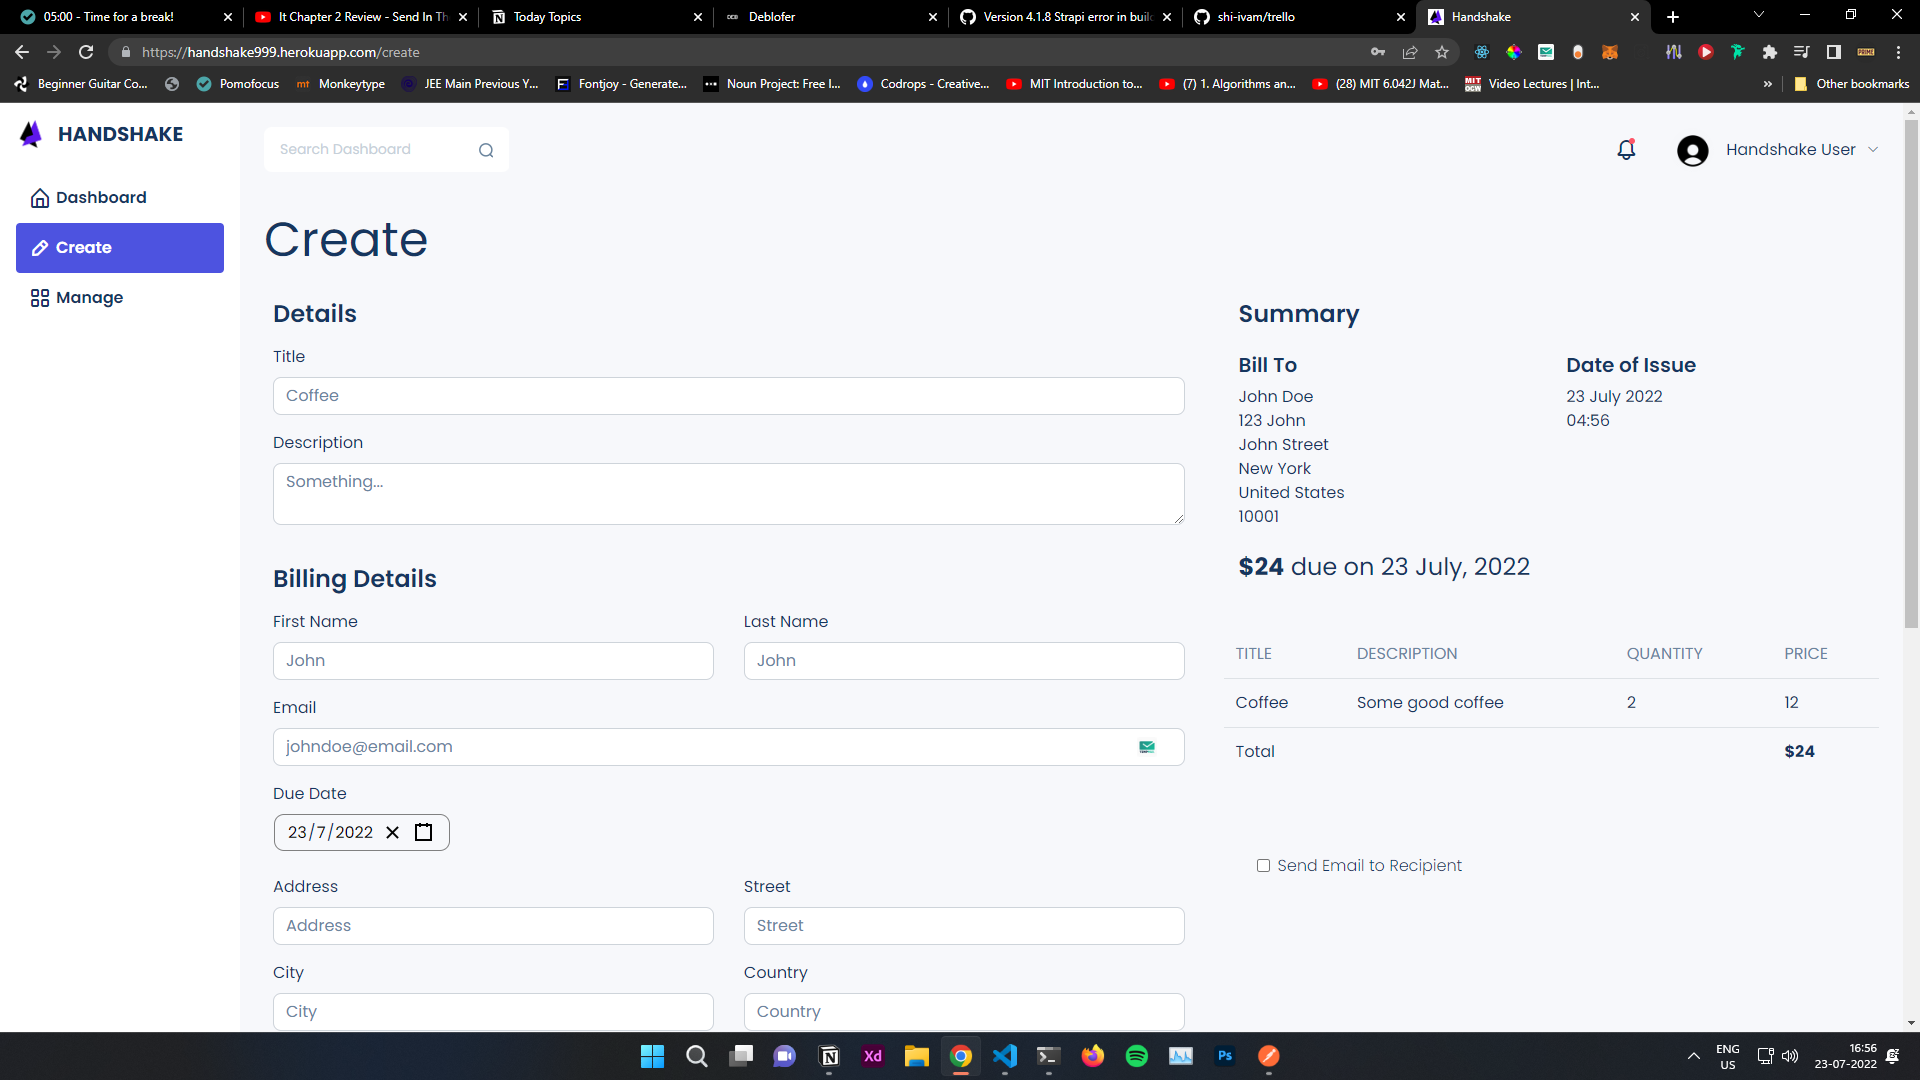 05:00 - Time for a break!
It Chapter 2 Review - Send In Th
Today Topics
Deblofer
Version 4.1.8 Strapi error in buil
shi-ivam/trello
Handshake
https://handshake999.herokuapp.com/create
Beginner Guitar Co...
Pomofocus
mt Monkeytype
JEE Main Previous Y...
Fontjoy - Generate...
Noun Project: Free I...
Codrops - Creative...
MIT Introduction to...
(7) 1. Algorithms an...
(28) MIT 6.042J Mat...
Video Lectures | Int...
»
Other bookmarks
HANDSHAKE
Search Dashboard
Handshake User
Dashboard
Create
Manage
Create
Details
Title
Coffee
Description
Something...
Billing Details
First Name
Last Name
John
John
Email
johndoe@email.com
Due Date
23/7/2022
Address
Street
Address
Street
City
Country
City
Country
Summary
Bill To
John Doe
123 John
John Street
New York
United States
10001
Date of Issue
23 July 2022
04:56
$24 due on 23 July, 2022
TITLE DESCRIPTION QUANTITY PRICE
Coffee Some good coffee 2 12
Total $24
Send Email to Recipient
Xd
Ps
ENG
US
16:56
23-07-2022